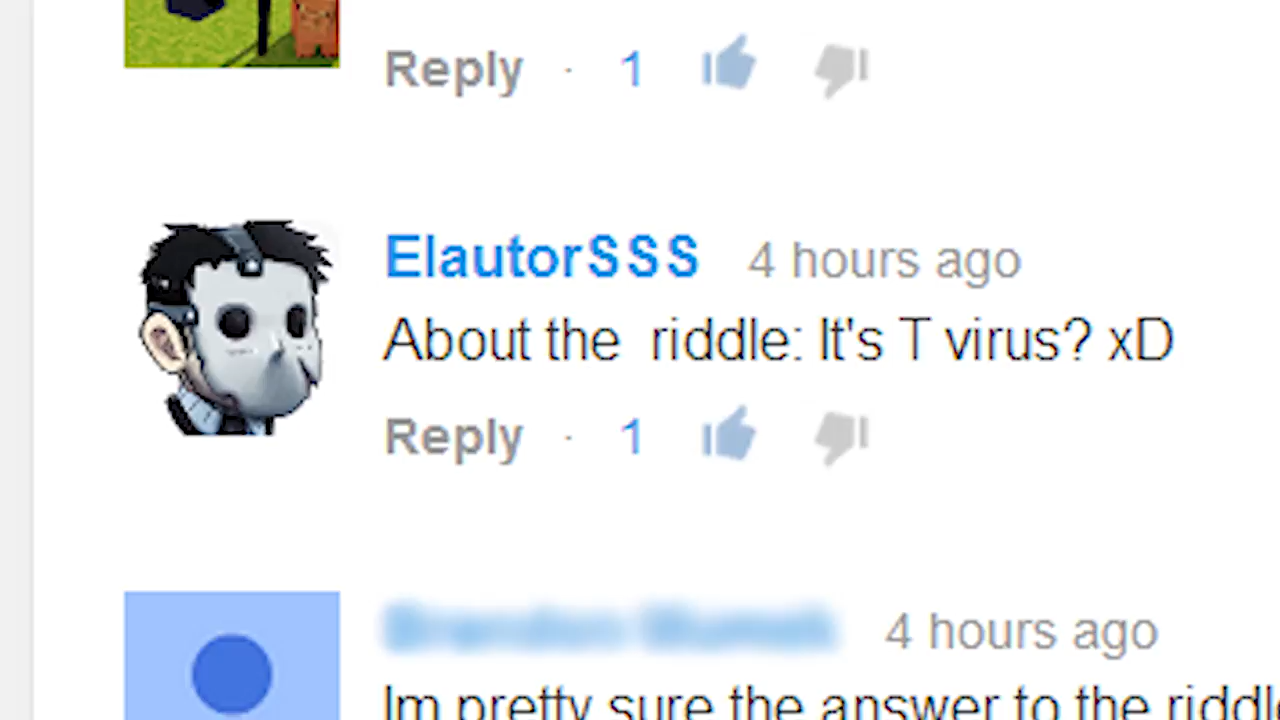 Reply · 1
ElautorSSS 4 hours ago
About the riddle: It's T virus? xD
Reply · 1
4 hours ago
Im pretty sure the answer to the riddle